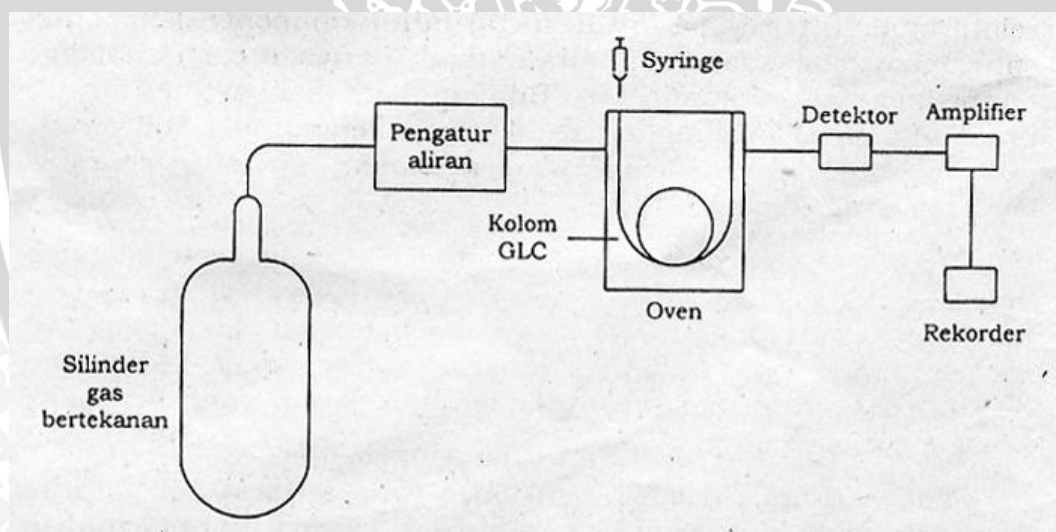 Syringe
Pengatur
aliran
Detektor
Amplifier
Kolom
GLC
Oven
Silinder
gas
bertekanan
Rekorder